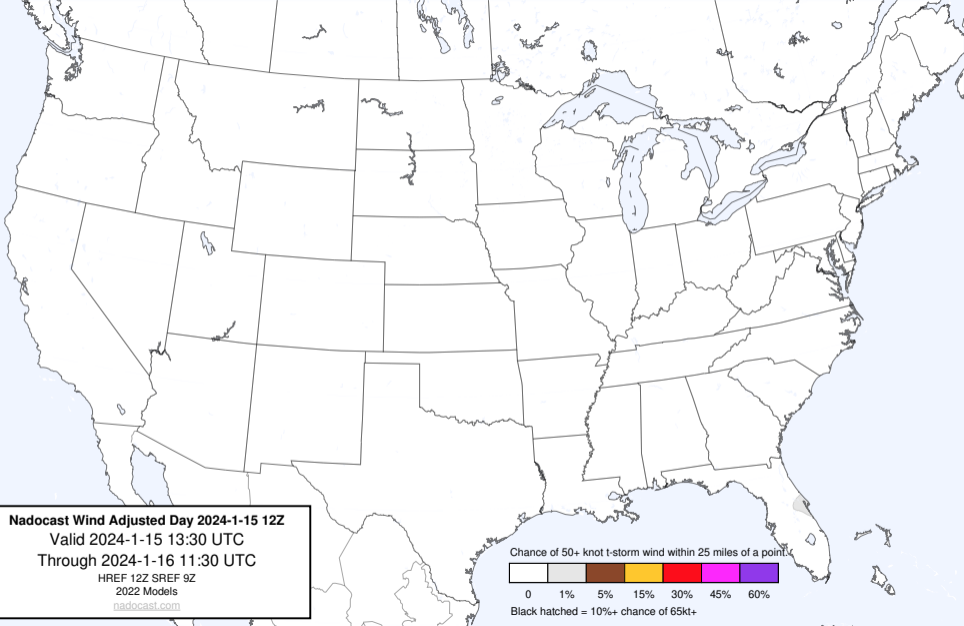 Nadocast Wind Adjusted Day 2024-1-15 12Z
Valid 2024-1-15 13:30 UTC
Through 2024-1-16 11:30 UTC
HREF 12Z SREF 9Z
2022 Models
nadocast.com
Chance of 50+ knot t-storm wind within 25 miles of a point.
0 1% 5% 15% 30% 45% 60%
Black hatched = 10%+ chance of 65kt+